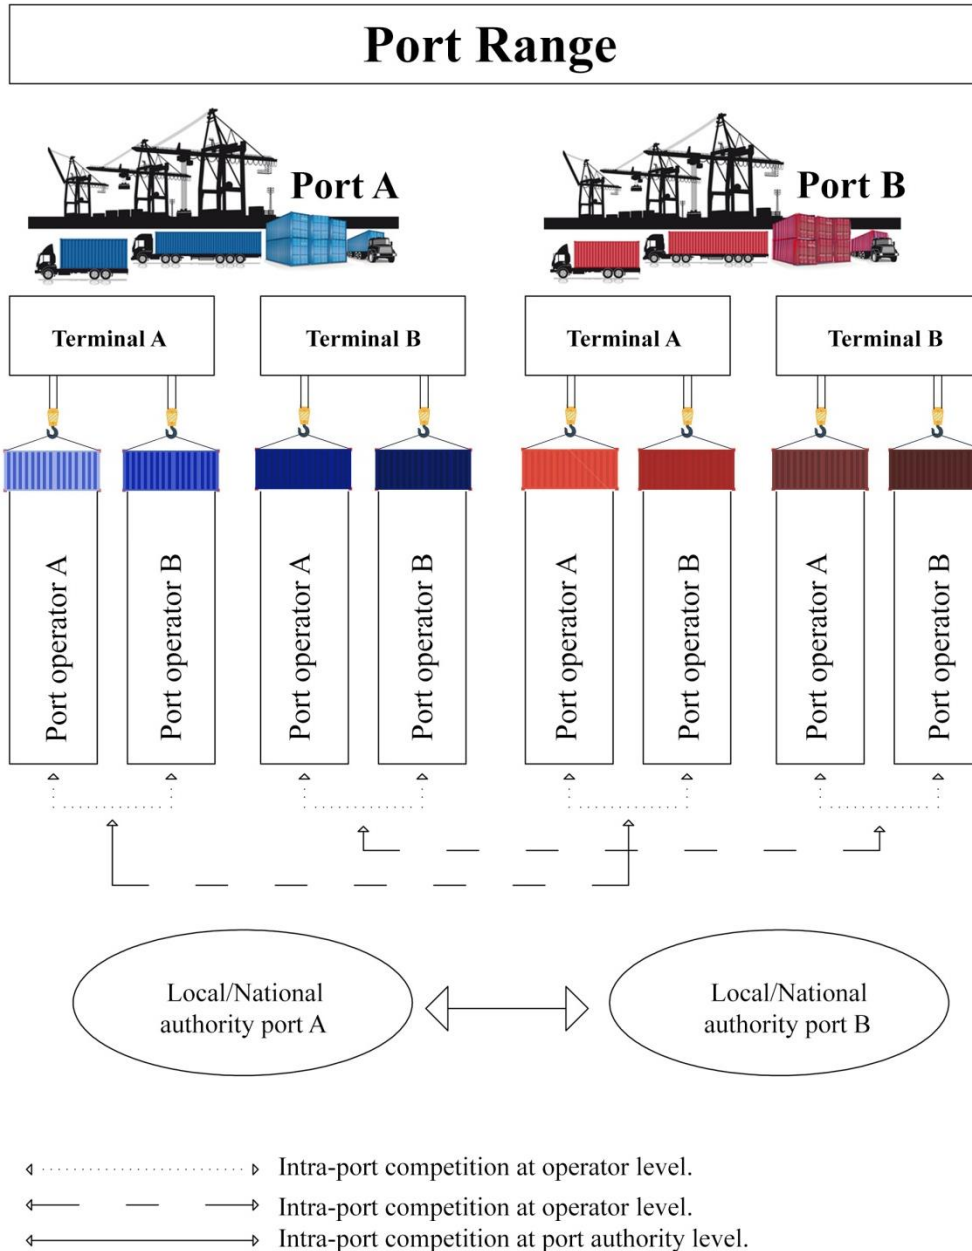 Port Range
Port A
Port B
Terminal A
Terminal B
Terminal A
Terminal B
Port operator A
Port operator B
Port operator A
Port operator B
Port operator A
Port operator B
Port operator A
Port operator B
Local/National
authority port A
Local/National
authority port B
Intra-port competition at operator level.
Intra-port competition at operator level.
Intra-port competition at port authority level.